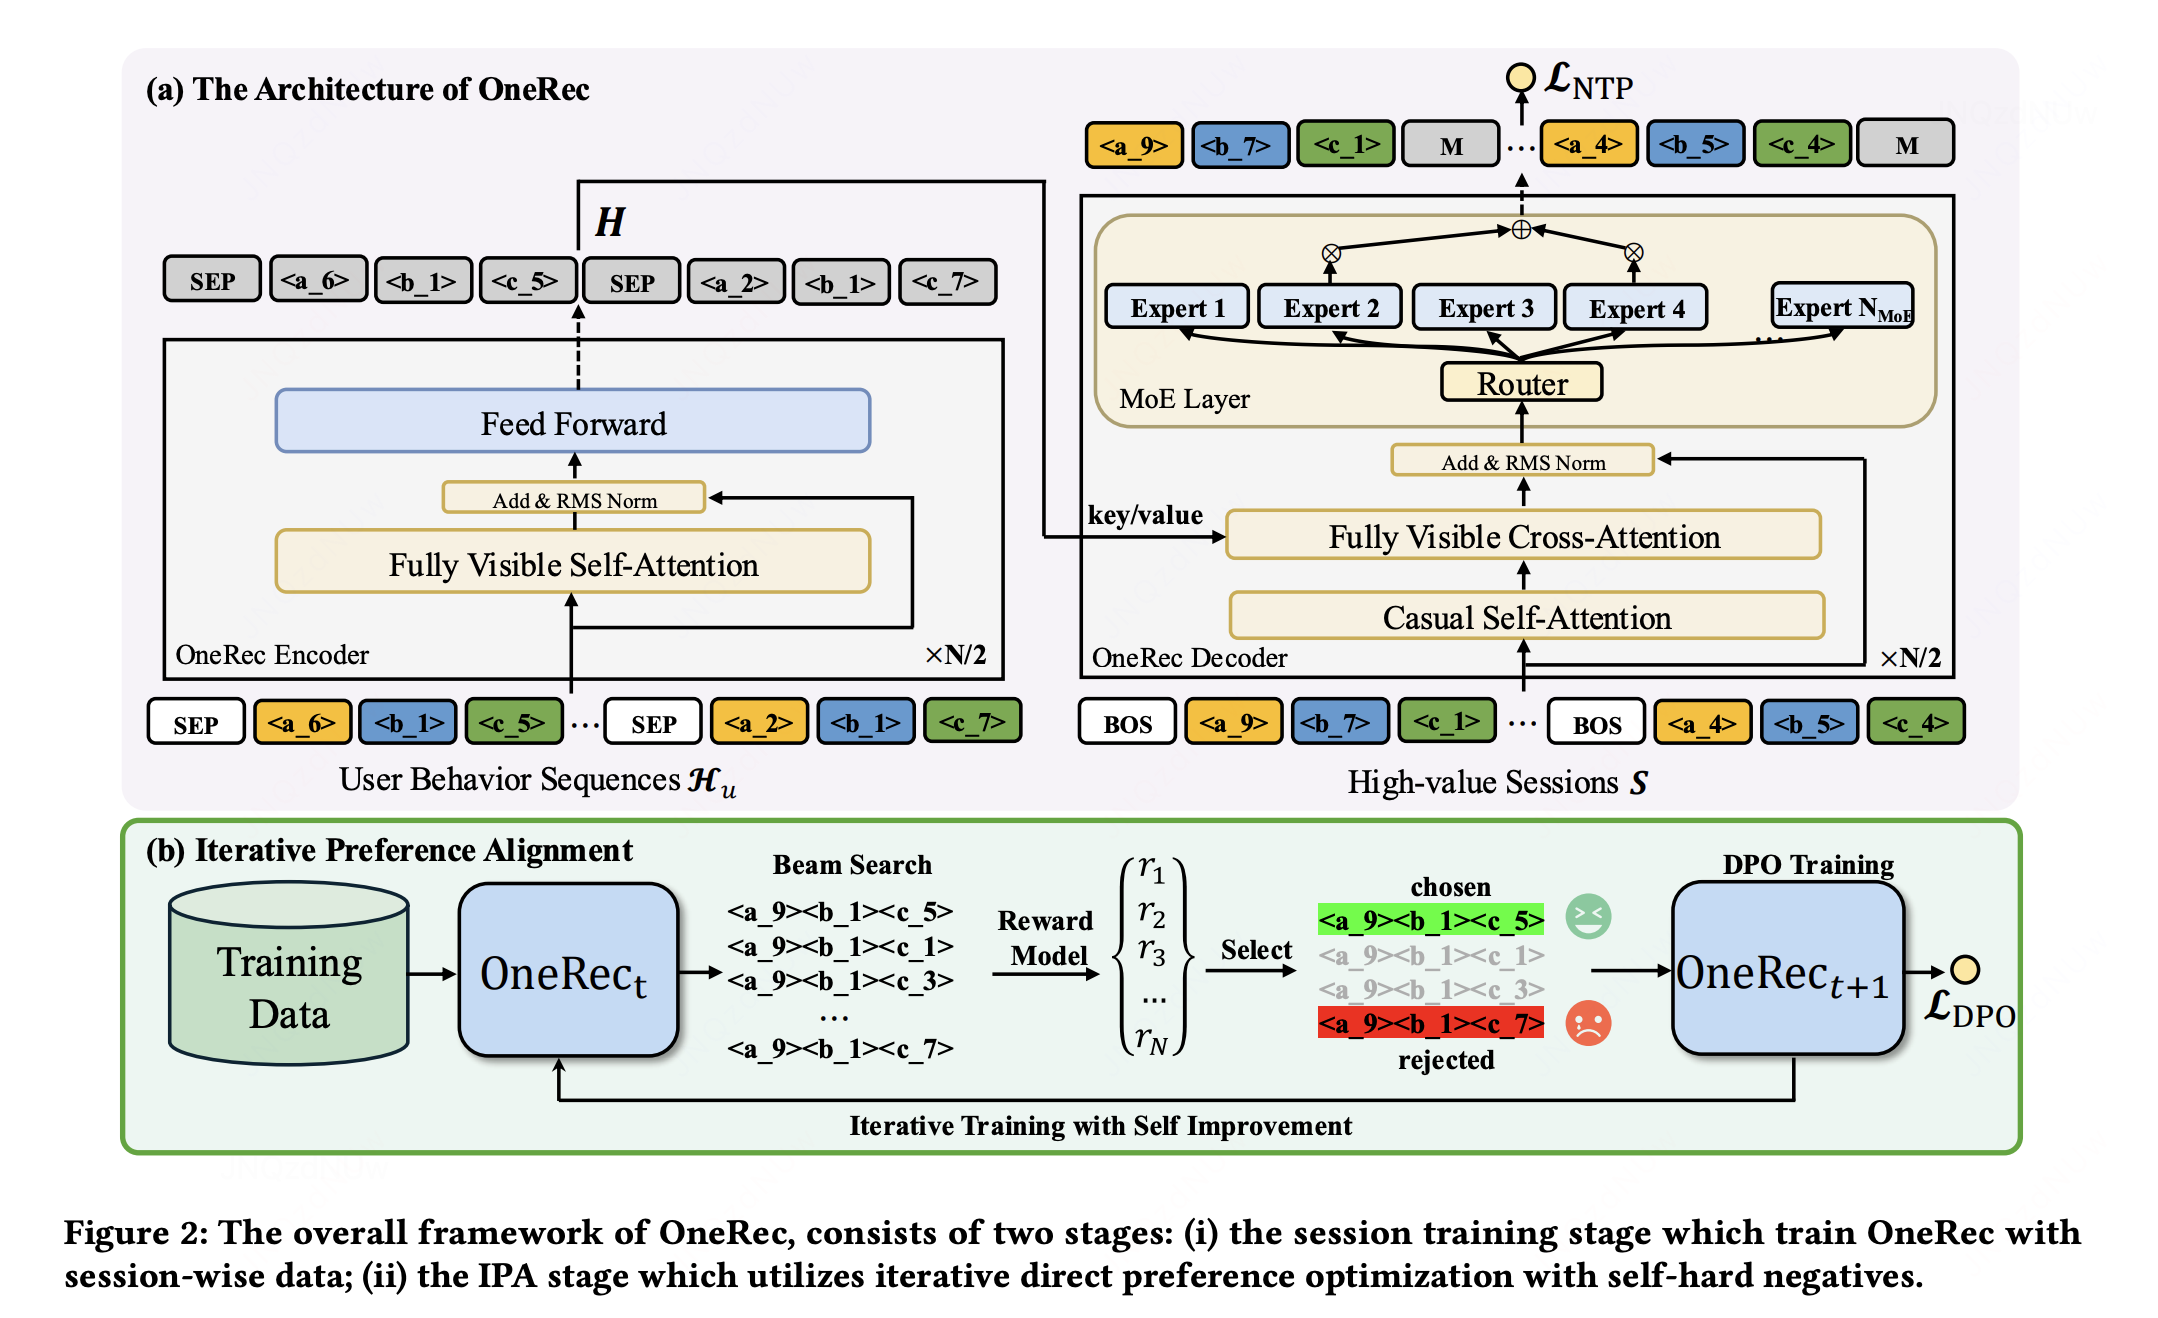 (a) The Architecture of OneRec
ℒNTP
<a_9> <b_7> <c_1> M ... <a_4> <b_5> <c_4> M
H
SEP <a_6> <b_1> <c_5> SEP <a_2> <b_1> <c_7>
Feed Forward
Add & RMS Norm
Fully Visible Self-Attention
OneRec Encoder
×N/2
SEP <a_6> <b_1> <c_5> ... SEP <a_2> <b_1> <c_7>
User Behavior Sequences ℋu
⊕
⊗ ⊗
Expert 1 Expert 2 Expert 3 Expert 4 Expert NMoE
...
Router
MoE Layer
Add & RMS Norm
key/value
Fully Visible Cross-Attention
Casual Self-Attention
OneRec Decoder
×N/2
BOS <a_9> <b_7> <c_1> ... BOS <a_4> <b_5> <c_4>
High-value Sessions S
(b) Iterative Preference Alignment
Training
Data
OneRect
Beam Search
<a_9><b_1><c_5>
<a_9><b_1><c_1>
<a_9><b_1><c_3>
...
<a_9><b_1><c_7>
Reward
Model
r1
r2
r3
...
rN
Select
chosen
<a_9><b_1><c_5>
<a_9><b_1><c_1>
<a_9><b_1><c_3>
<a_9><b_1><c_7>
rejected
DPO Training
OneRect+1
ℒDPO
Iterative Training with Self Improvement
Figure 2: The overall framework of OneRec, consists of two stages: (i) the session training stage which train OneRec with
session-wise data; (ii) the IPA stage which utilizes iterative direct preference optimization with self-hard negatives.